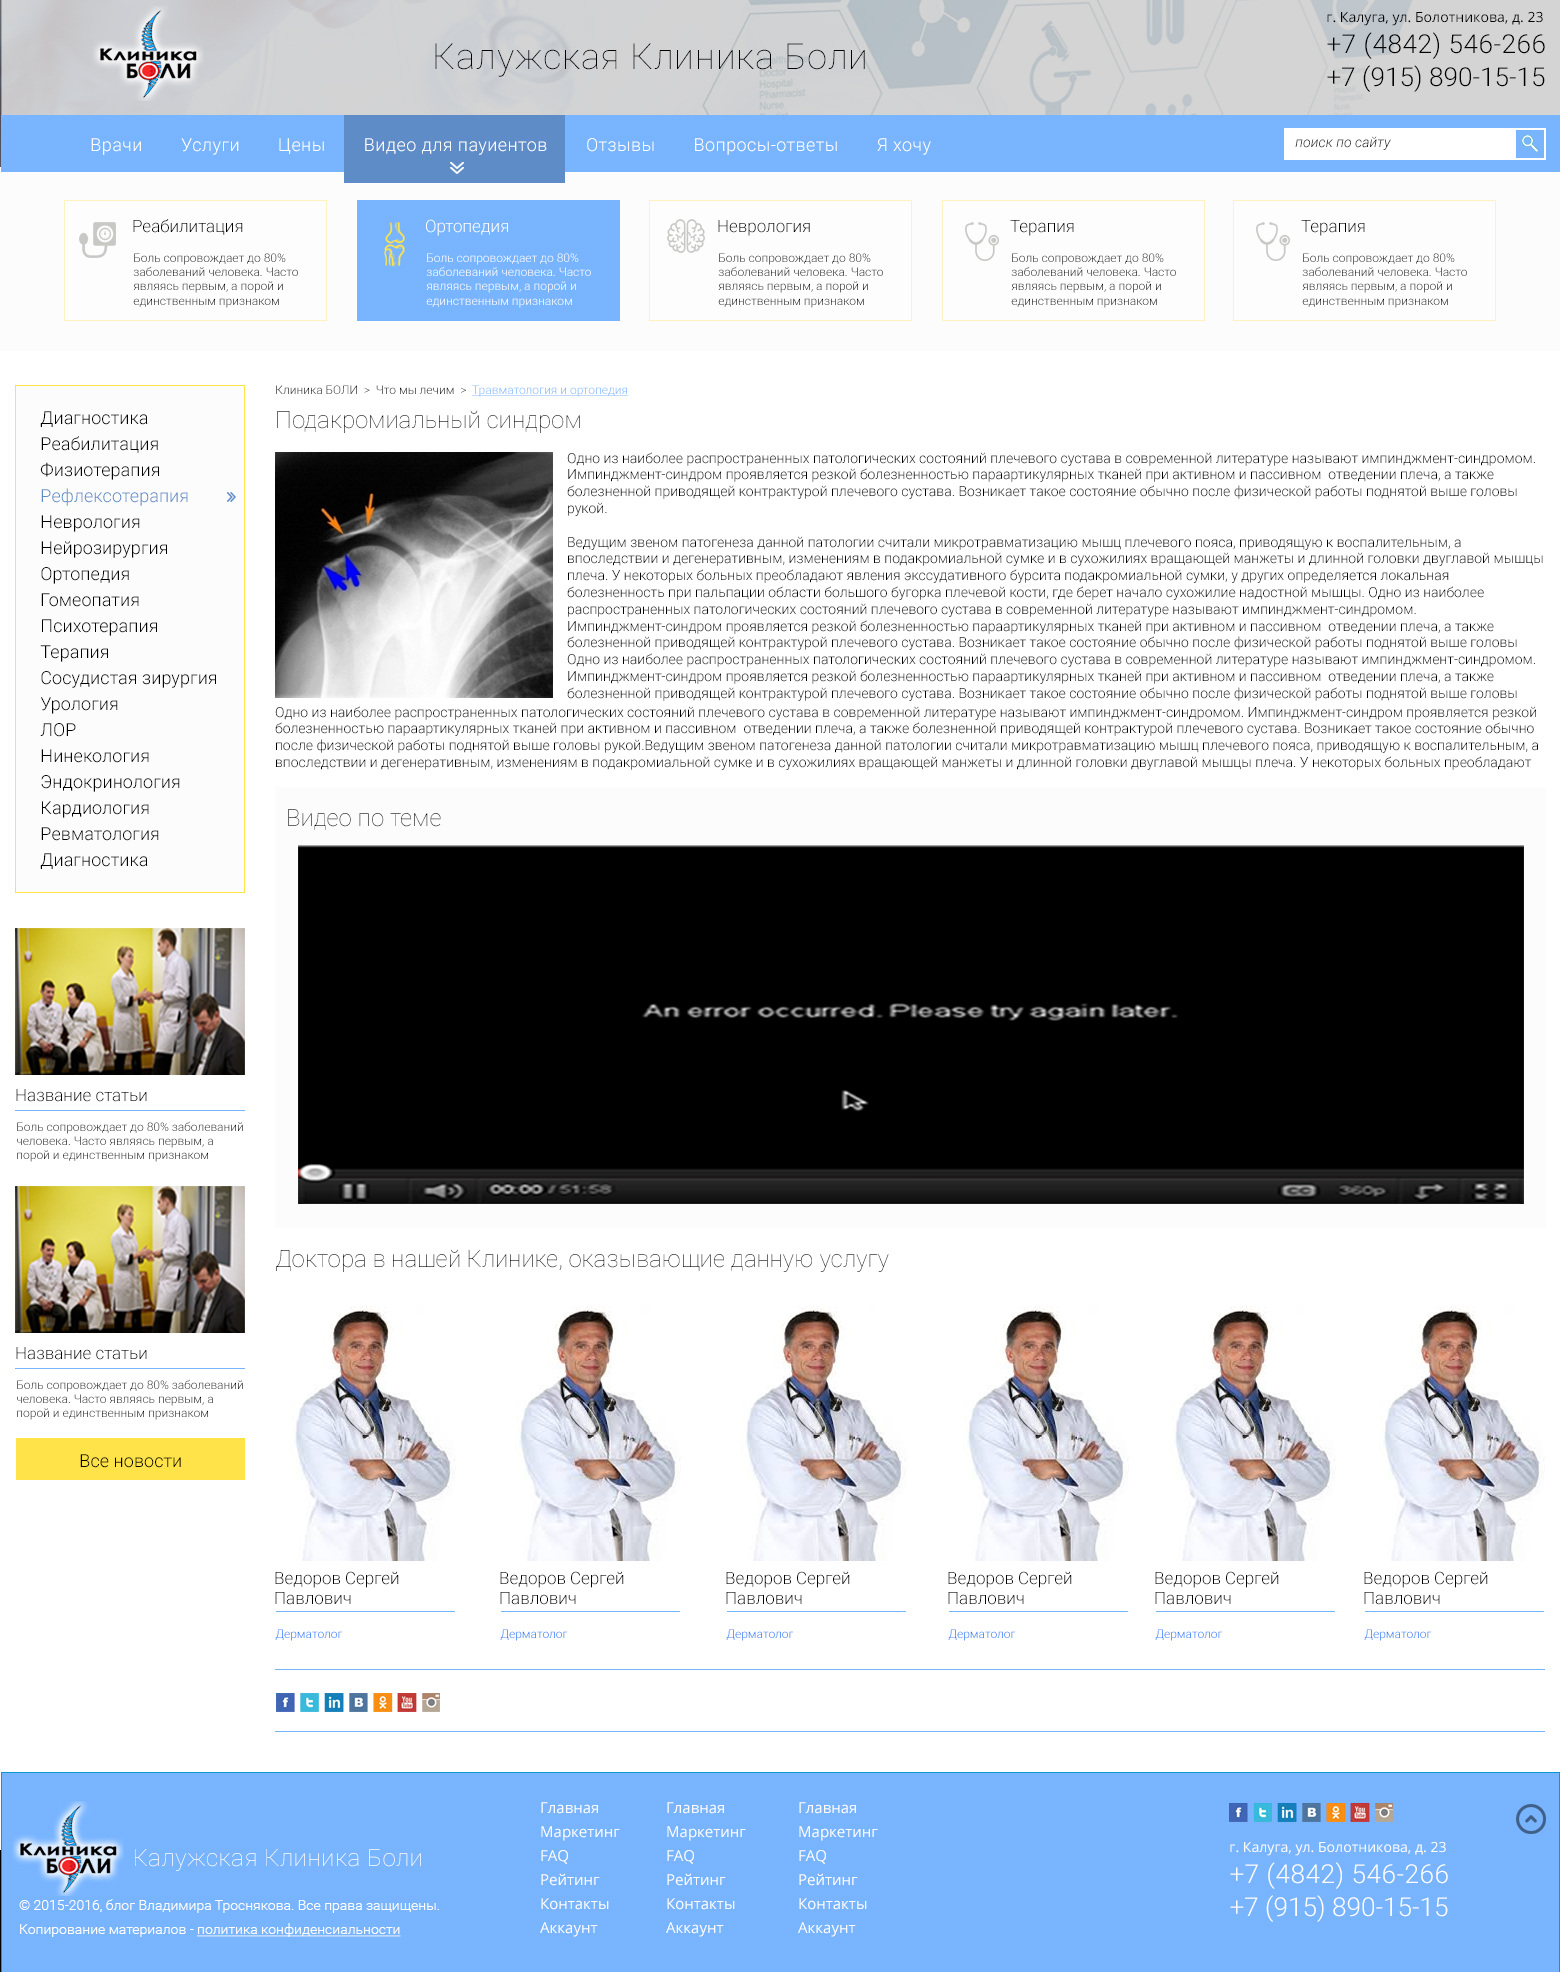 Клиника
БОЛИ
Калужская Клиника Боли
г. Калуга, ул. Болотникова, д. 23
+7 (4842) 546-266
+7 (915) 890-15-15
Doctor
Hospital
Pharmacist
Nurse
Врачи
Услуги
Цены
Видео для пауиентов
Отзывы
Вопросы-ответы
Я хочу
поиск по сайту
Реабилитация
Боль сопровождает до 80%
заболеваний человека. Часто
являясь первым, а порой и
единственным признаком
Ортопедия
Боль сопровождает до 80%
заболеваний человека. Часто
являясь первым, а порой и
единственным признаком
Неврология
Боль сопровождает до 80%
заболеваний человека. Часто
являясь первым, а порой и
единственным признаком
Терапия
Боль сопровождает до 80%
заболеваний человека. Часто
являясь первым, а порой и
единственным признаком
Терапия
Боль сопровождает до 80%
заболеваний человека. Часто
являясь первым, а порой и
единственным признаком
Диагностика
Реабилитация
Физиотерапия
Рефлексотерапия »
Неврология
Нейрозирургия
Ортопедия
Гомеопатия
Психотерапия
Терапия
Сосудистая зирургия
Урология
ЛОР
Нинекология
Эндокринология
Кардиология
Ревматология
Диагностика
Название статьи
Боль сопровождает до 80% заболеваний
человека. Часто являясь первым, а
порой и единственным признаком
Название статьи
Боль сопровождает до 80% заболеваний
человека. Часто являясь первым, а
порой и единственным признаком
Все новости
Клиника БОЛИ > Что мы лечим > Травматология и ортопедия
Подакромиальный синдром
Одно из наиболее распространенных патологических состояний плечевого сустава в современной литературе называют импинджмент-синдромом.
Импинджмент-синдром проявляется резкой болезненностью параартикулярных тканей при активном и пассивном отведении плеча, а также
болезненной приводящей контрактурой плечевого сустава. Возникает такое состояние обычно после физической работы поднятой выше головы
рукой.
Ведущим звеном патогенеза данной патологии считали микротравматизацию мышц плечевого пояса, приводящую к воспалительным, а
впоследствии и дегенеративным, изменениям в подакромиальной сумке и в сухожилиях вращающей манжеты и длинной головки двуглавой мышцы
плеча. У некоторых больных преобладают явления экссудативного бурсита подакромиальной сумки, у других определяется локальная
болезненность при пальпации области большого бугорка плечевой кости, где берет начало сухожилие надостной мышцы. Одно из наиболее
распространенных патологических состояний плечевого сустава в современной литературе называют импинджмент-синдромом.
Импинджмент-синдром проявляется резкой болезненностью параартикулярных тканей при активном и пассивном отведении плеча, а также
болезненной приводящей контрактурой плечевого сустава. Возникает такое состояние обычно после физической работы поднятой выше головы
Одно из наиболее распространенных патологических состояний плечевого сустава в современной литературе называют импинджмент-синдромом.
Импинджмент-синдром проявляется резкой болезненностью параартикулярных тканей при активном и пассивном отведении плеча, а также
болезненной приводящей контрактурой плечевого сустава. Возникает такое состояние обычно после физической работы поднятой выше головы
Одно из наиболее распространенных патологических состояний плечевого сустава в современной литературе называют импинджмент-синдромом. Импинджмент-синдром проявляется резкой
болезненностью параартикулярных тканей при активном и пассивном отведении плеча, а также болезненной приводящей контрактурой плечевого сустава. Возникает такое состояние обычно
после физической работы поднятой выше головы рукой.Ведущим звеном патогенеза данной патологии считали микротравматизацию мышц плечевого пояса, приводящую к воспалительным, а
впоследствии и дегенеративным, изменениям в подакромиальной сумке и в сухожилиях вращающей манжеты и длинной головки двуглавой мышцы плеча. У некоторых больных преобладают
Видео по теме
An error occurred. Please try again later.
00:00 / 51:58
CC
360p
Доктора в нашей Клинике, оказывающие данную услугу
Ведоров Сергей
Павлович
Дерматолог
Ведоров Сергей
Павлович
Дерматолог
Ведоров Сергей
Павлович
Дерматолог
Ведоров Сергей
Павлович
Дерматолог
Ведоров Сергей
Павлович
Дерматолог
Ведоров Сергей
Павлович
Дерматолог
Клиника
БОЛИ
Калужская Клиника Боли
© 2015-2016, боог Владимира Троснякова. Все права защищены.
Копирование материалов - политика конфиденсиальности
Главная
Маркетинг
FAQ
Рейтинг
Контакты
Аккаунт
Главная
Маркетинг
FAQ
Рейтинг
Контакты
Аккаунт
Главная
Маркетинг
FAQ
Рейтинг
Контакты
Аккаунт
г. Калуга, ул. Болотникова, д. 23
+7 (4842) 546-266
+7 (915) 890-15-15